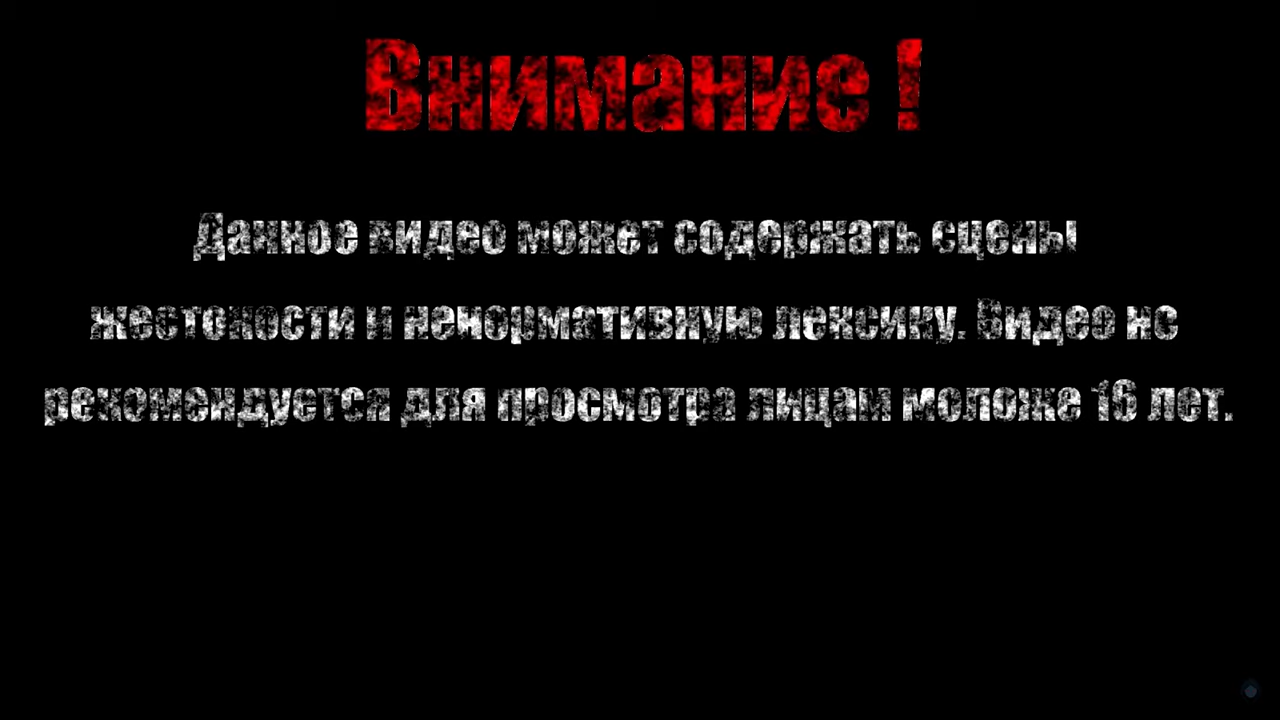 Внимание !
Данное видео может содержать сцены
жестокости и ненормативную лексику. Видео не
рекомендуется для просмотра лицам моложе 16 лет.